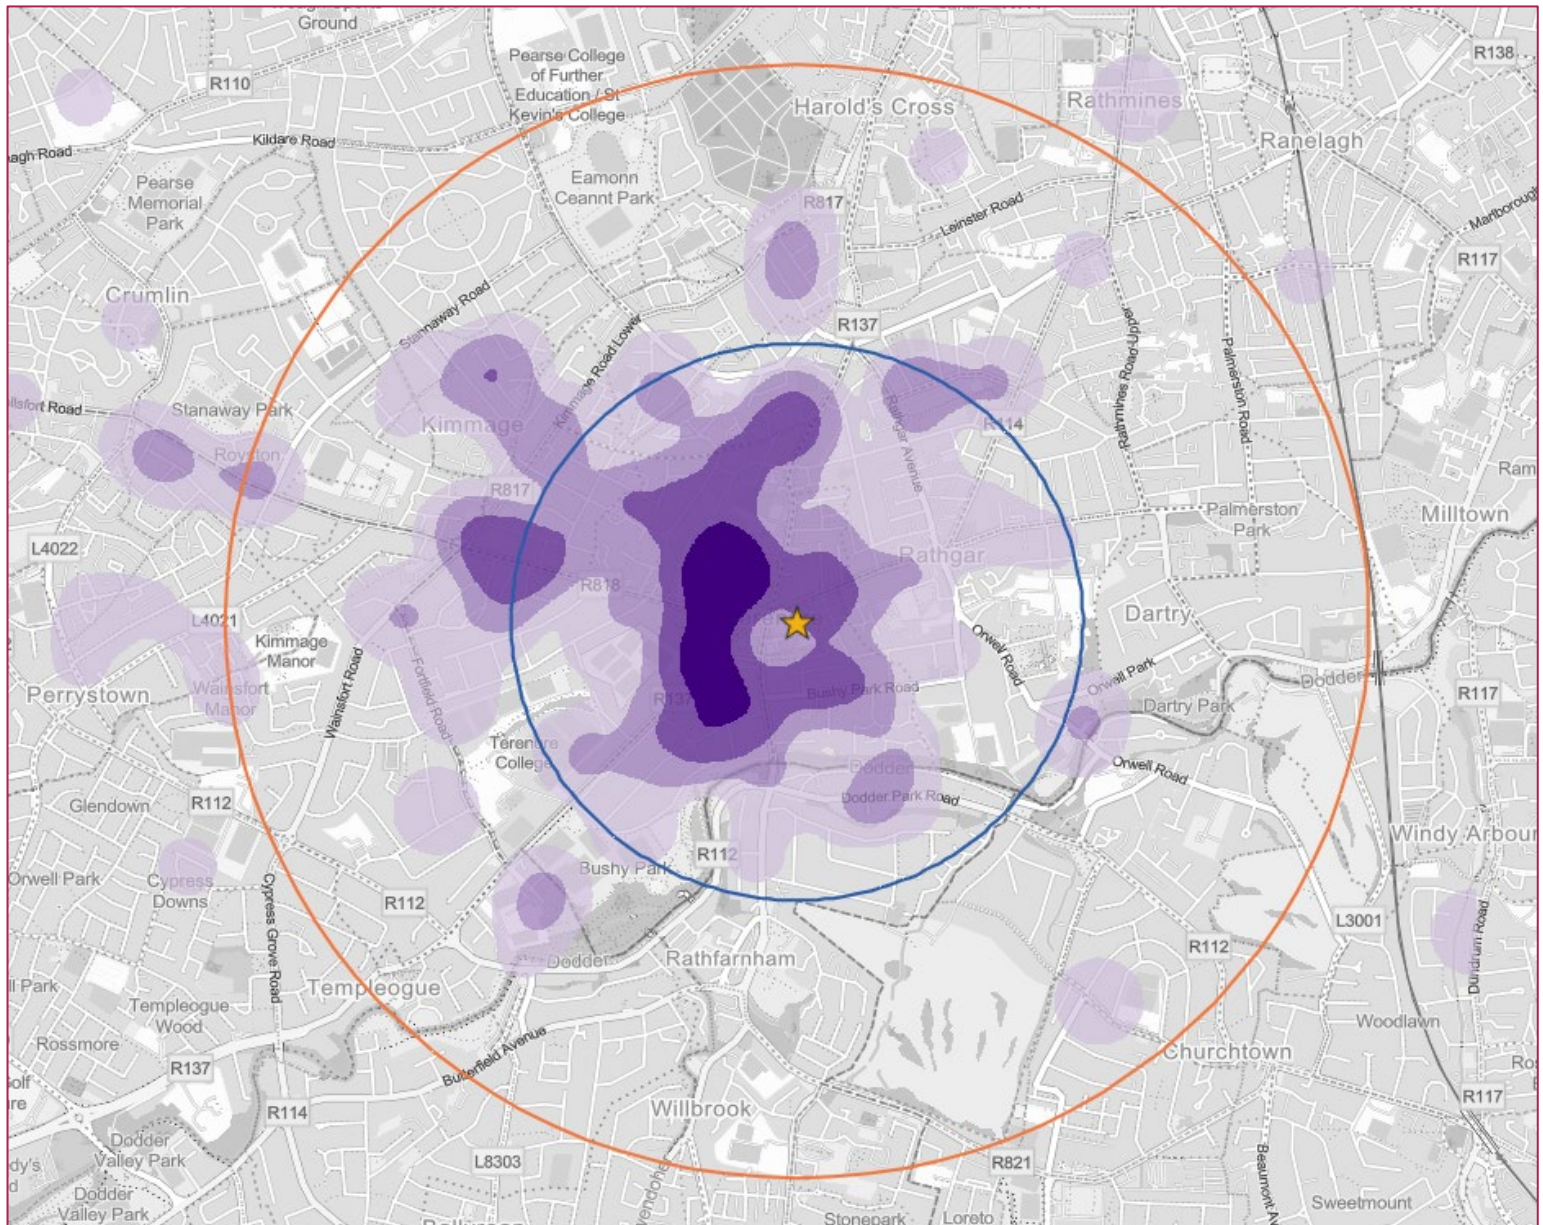 Ground
Pearse College
of Further
Education / St
Kevin's College
R138
R110
Harold's Cross
Rathmines
Ranelagh
Kildare Road
agh Road
Pearse
Memorial
Park
Eamonn
Ceannt Park
R817
Leinster Road
Marlborough
R117
Crumlin
Stannaway Road
R137
Kimmage Road Lower
Rathmines Road Upper
Palmerston Road
Stanaway Park
Kimmage
Rathgar Avenue
R114
Royston
R817
Ram
Palmerston
Park
Milltown
L4022
R818
Rathgar
L4021
Kimmage
Manor
Dartry
Orwell Road
Wainsfort Road
Fortfield Road
Perrystown
Wainsfort
Manor
R137
Bushy Park Road
Orwell Park
Dodder
R117
Dartry Park
Terenure
College
Dodder
Orwell Road
Glendown
R112
Dodder Park Road
Windy Arbour
Orwell Park
Cypress
Downs
Bushy Park
R112
R112
Cypress Grove Road
L3001
Dundrum Road
R112
Rathfarnham
Dodder
Templeogue
ll Park
Templeogue
Wood
Rossmore
Butterfield Avenue
Woodlawn
Churchtown
R137
R114
Willbrook
R117
Dodder
Valley Park
L8303
R821
Dodder
Valley Park
Stonepark
Loreto
Sweetmount